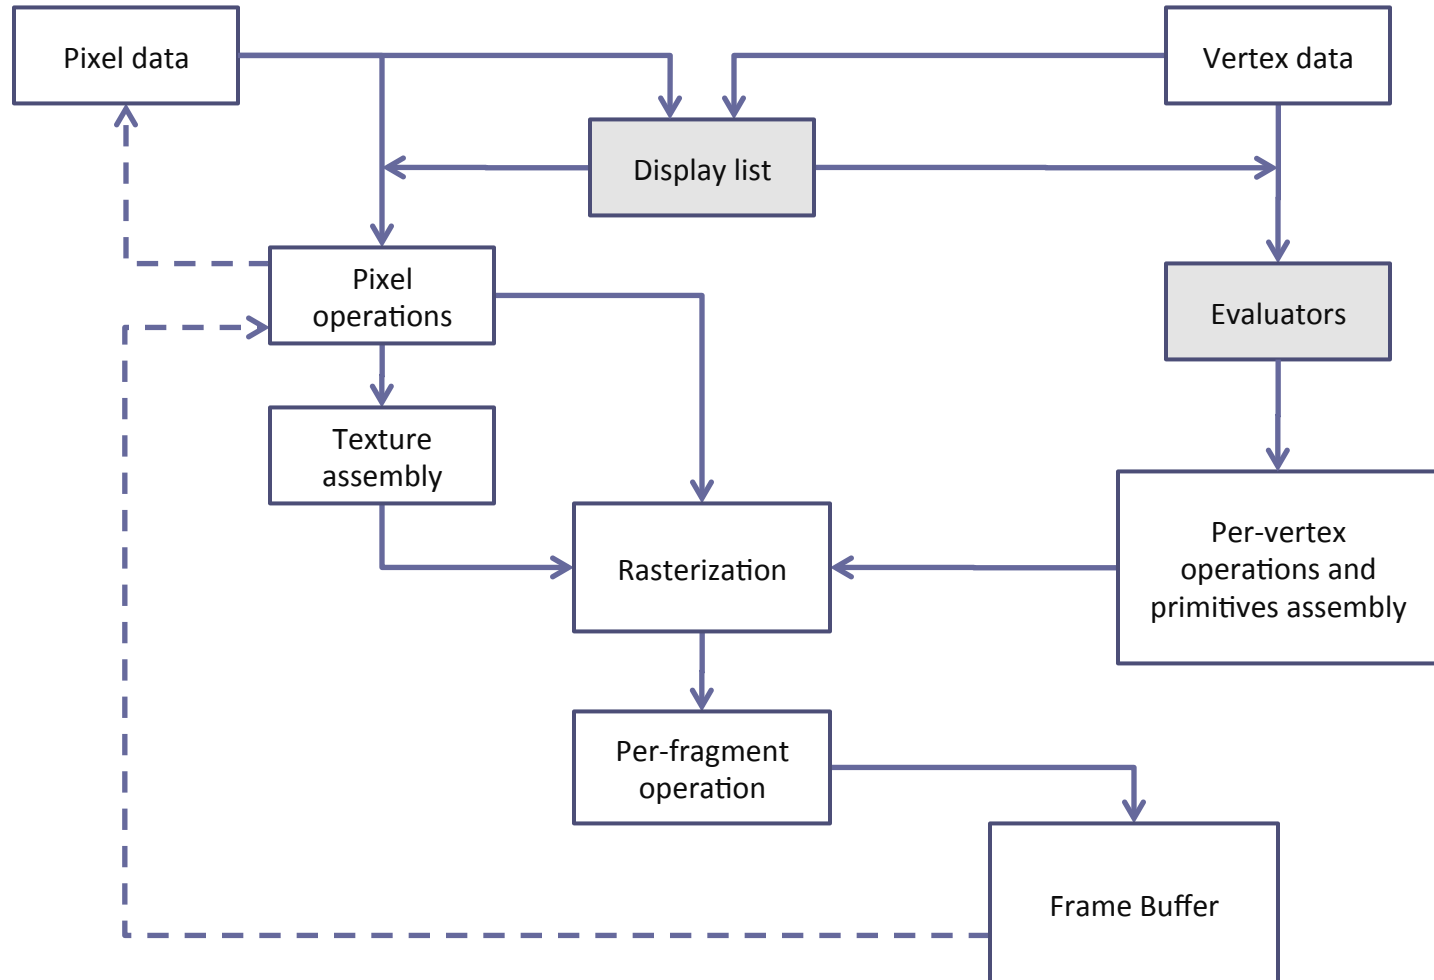 Pixel data
Vertex data
Display list
Pixel
operations
Evaluators
Texture
assembly
Rasterization
Per-vertex
operations and
primitives assembly
Per-fragment
operation
Frame Buffer